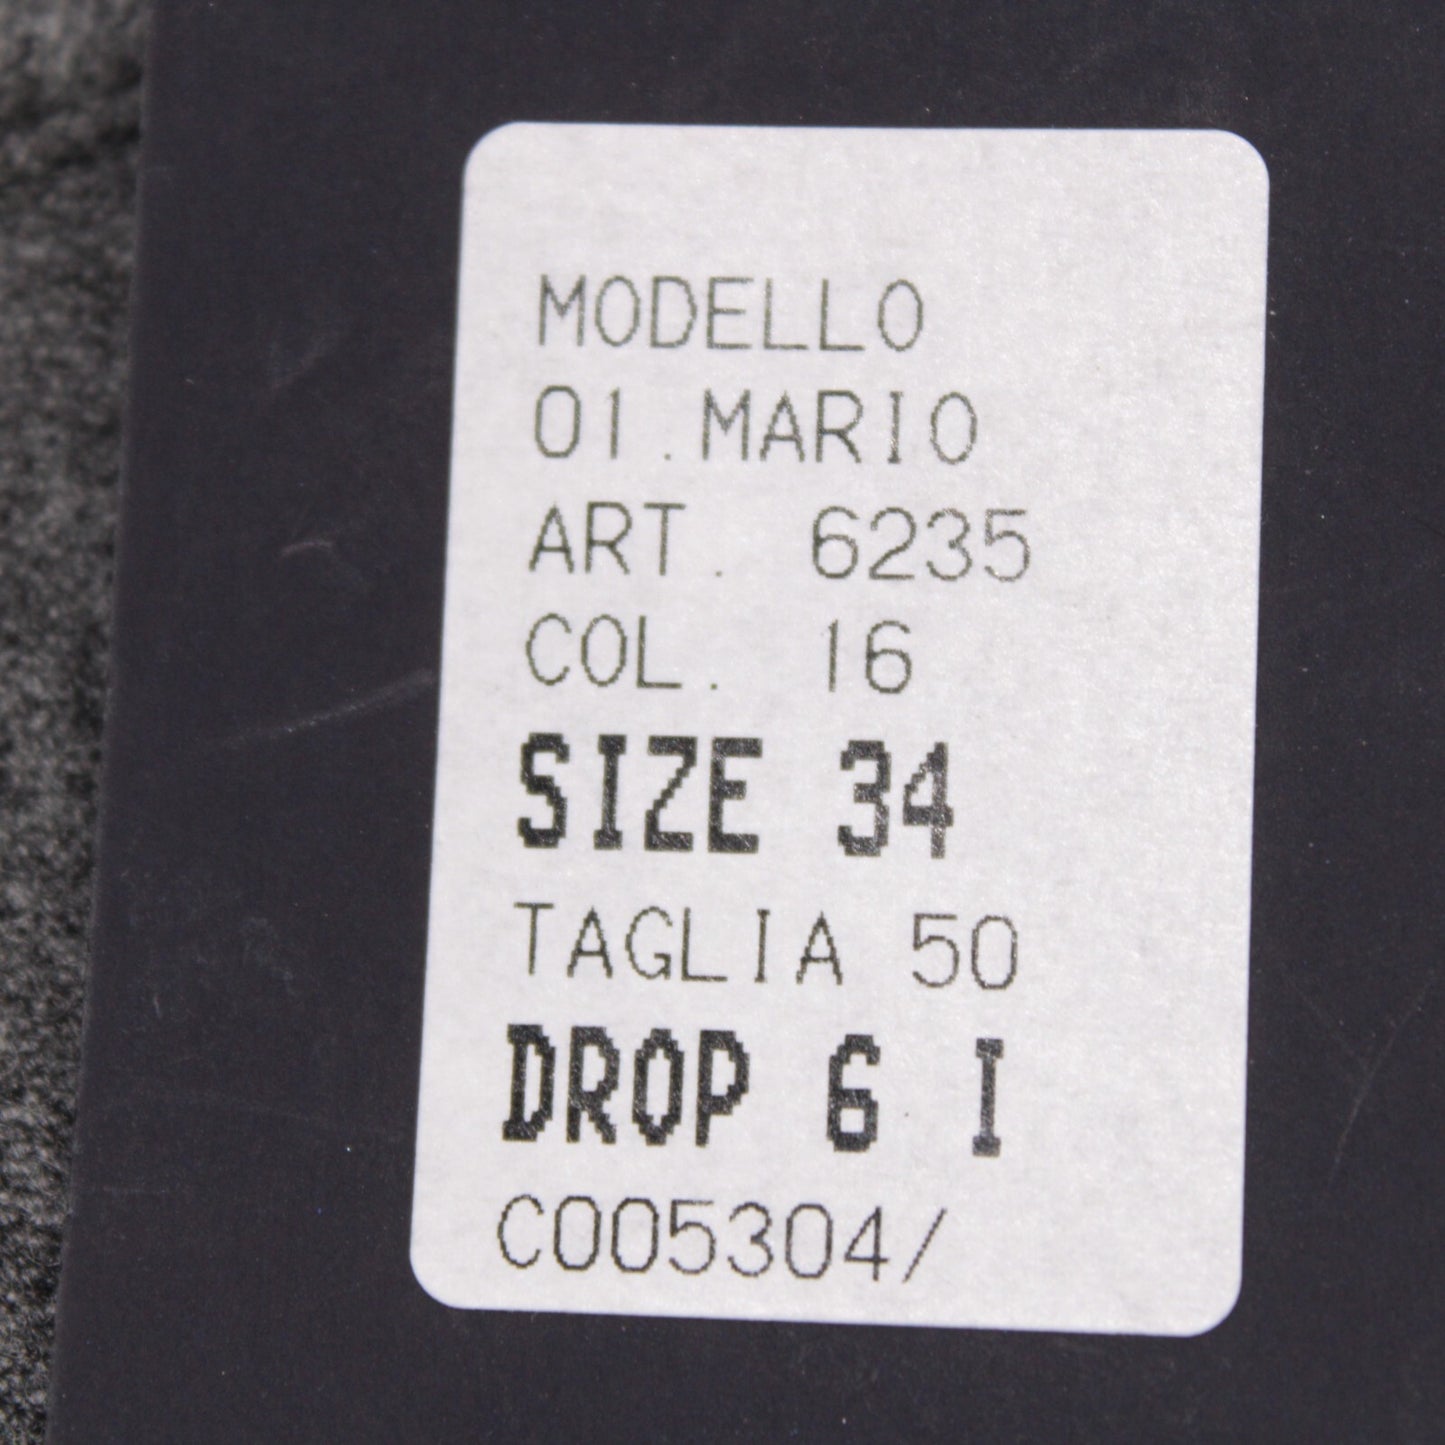 MODELLO
01.MARIO
ART. 6235
COL. 16
SIZE 34
TAGLIA 50
DROP 6 I
C005304/